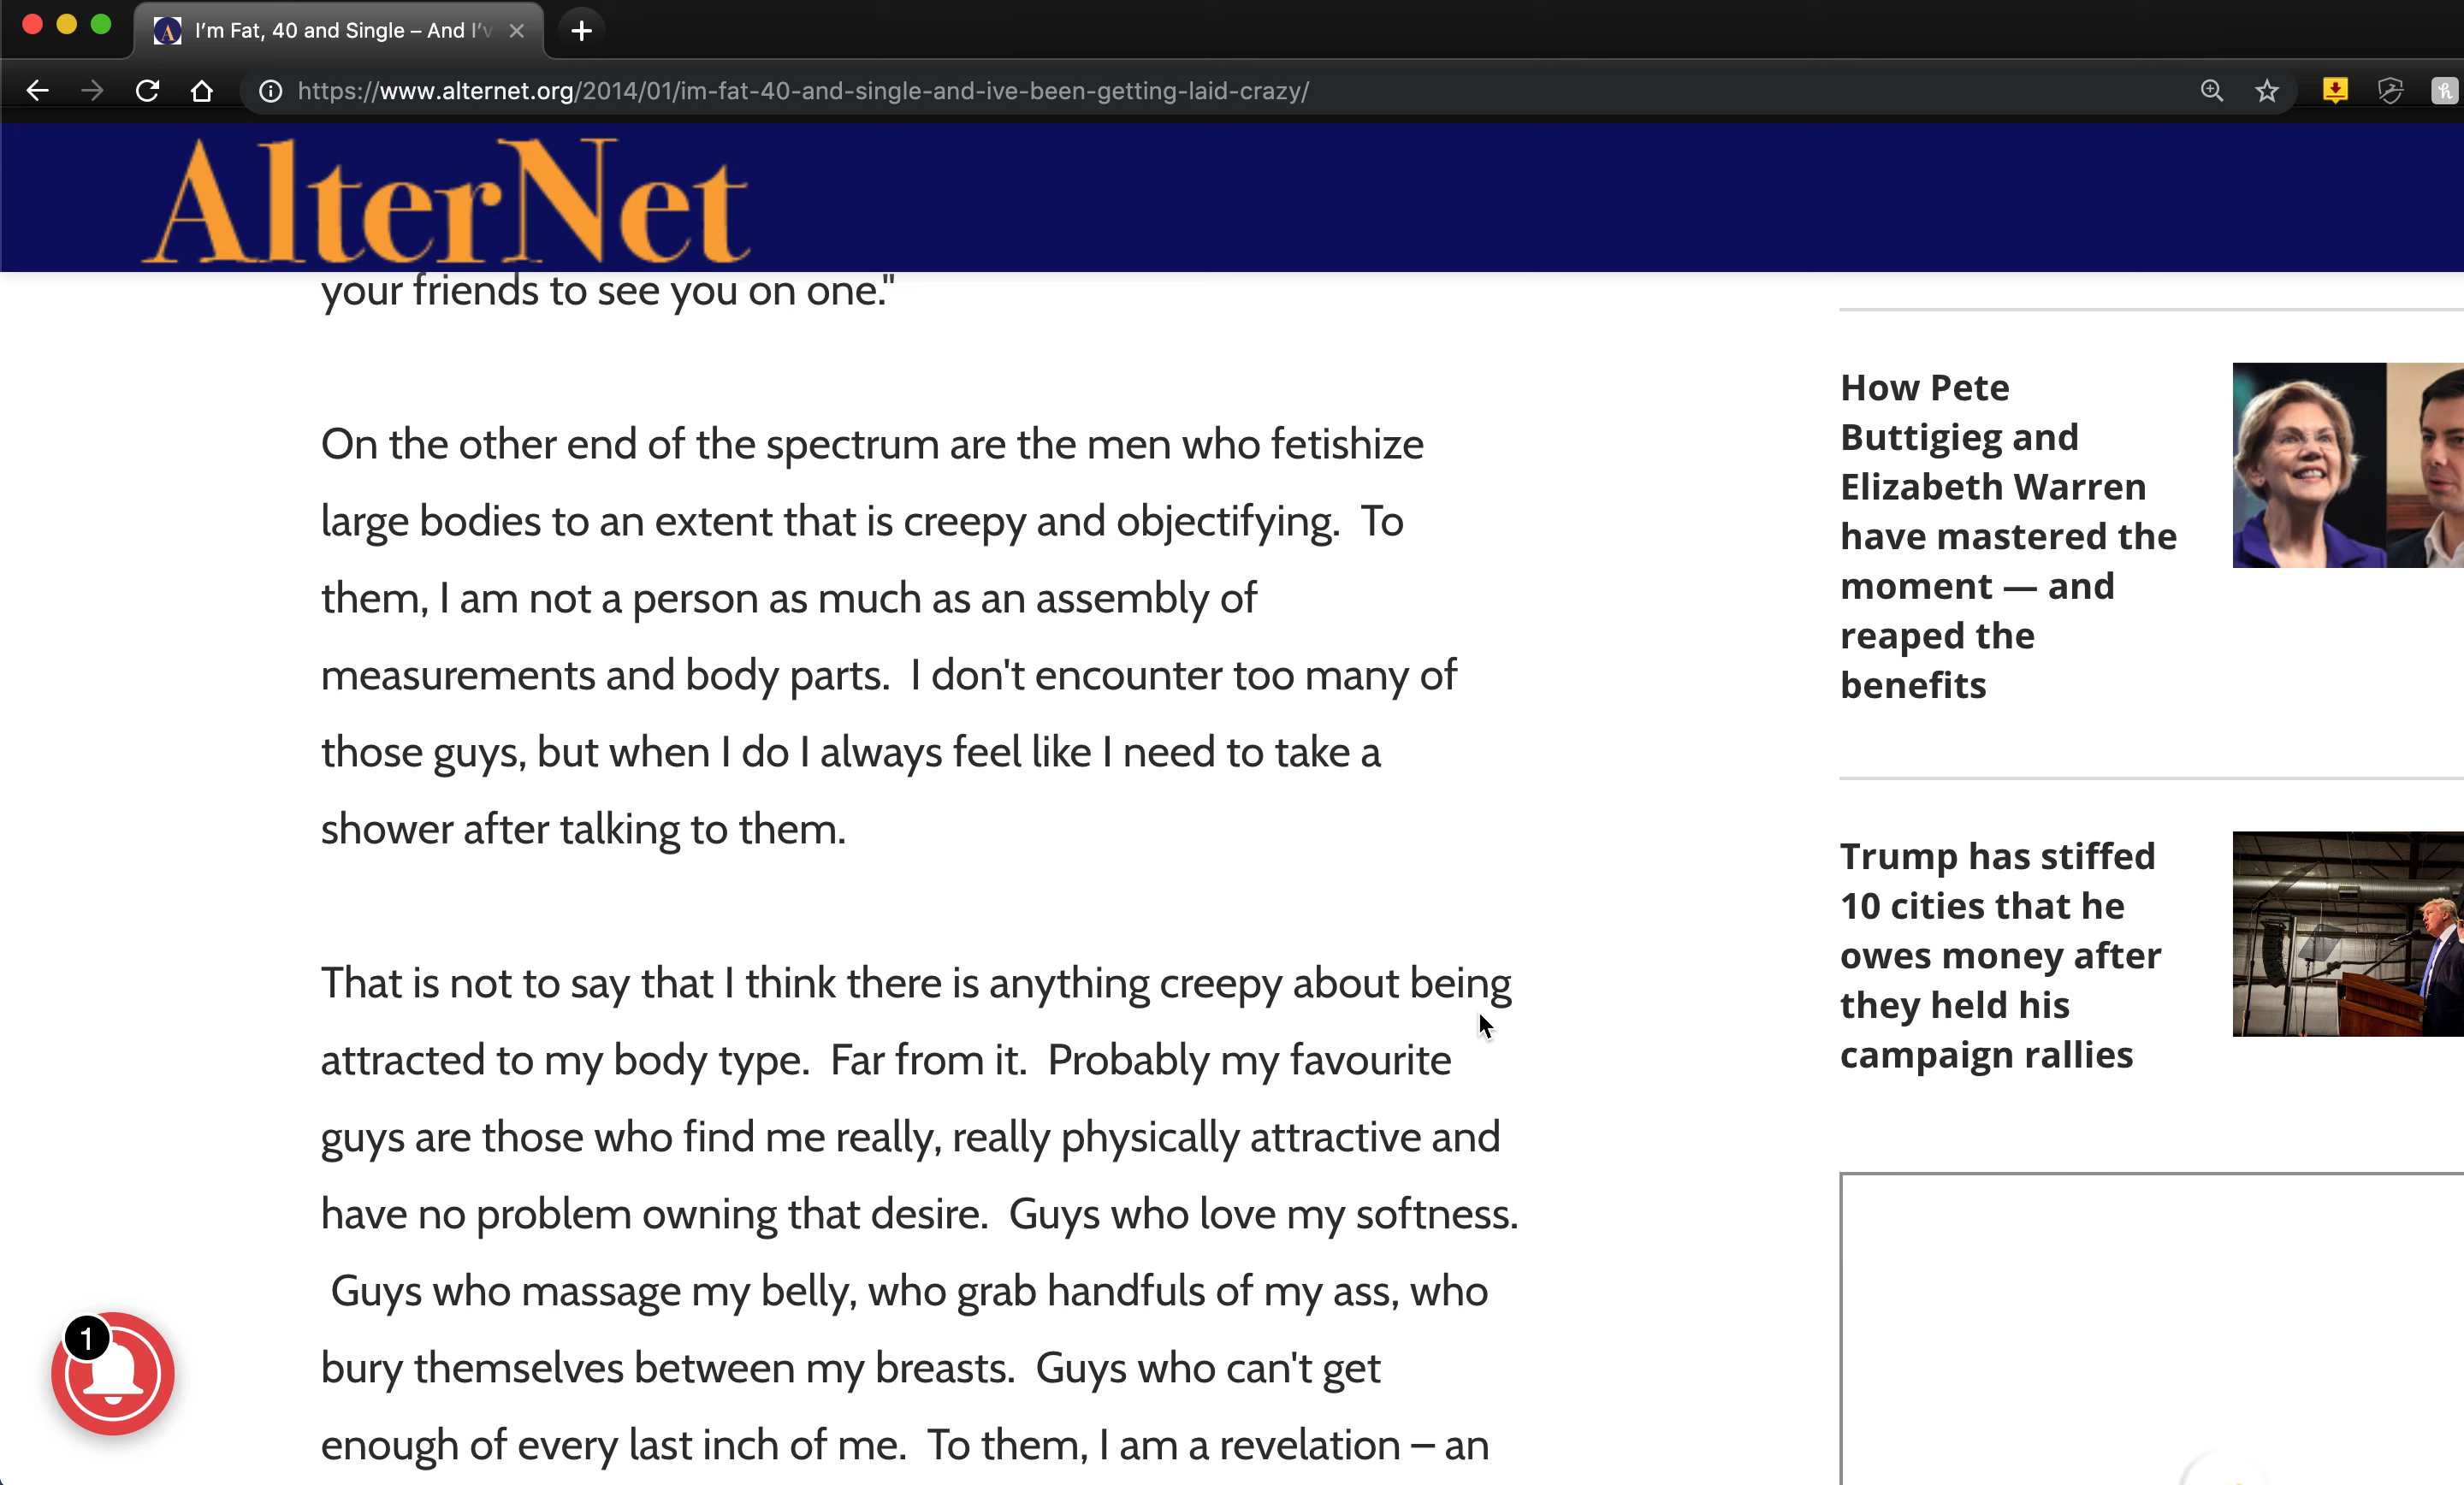 I'm Fat, 40 and Single – And I'v
https://www.alternet.org/2014/01/im-fat-40-and-single-and-ive-been-getting-laid-crazy/
AlterNet
your friends to see you on one."
On the other end of the spectrum are the men who fetishize
large bodies to an extent that is creepy and objectifying.  To
them, I am not a person as much as an assembly of
measurements and body parts.  I don't encounter too many of
those guys, but when I do I always feel like I need to take a
shower after talking to them.
That is not to say that I think there is anything creepy about being
attracted to my body type.  Far from it.  Probably my favourite
guys are those who find me really, really physically attractive and
have no problem owning that desire.  Guys who love my softness.
Guys who massage my belly, who grab handfuls of my ass, who
bury themselves between my breasts.  Guys who can't get
enough of every last inch of me.  To them, I am a revelation – an
How Pete
Buttigieg and
Elizabeth Warren
have mastered the
moment — and
reaped the
benefits
Trump has stiffed
10 cities that he
owes money after
they held his
campaign rallies
1